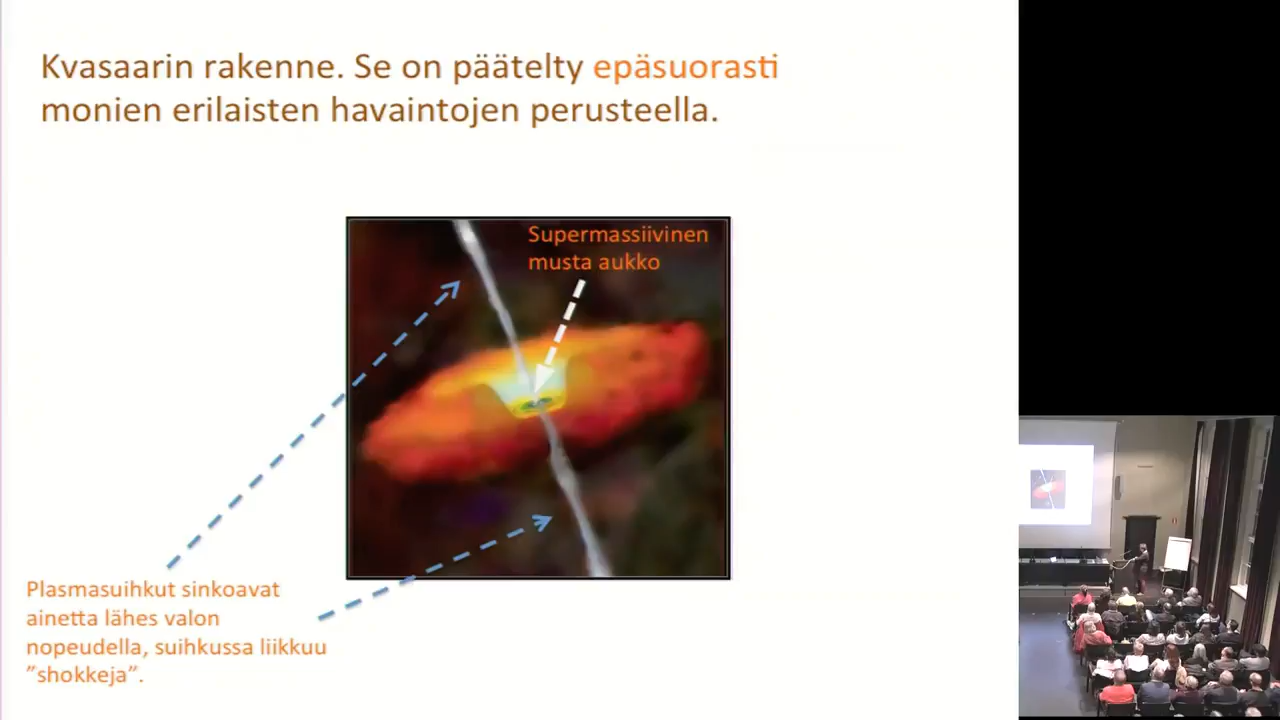 Kvasaarin rakenne. Se on päätelty epäsuorasti
monien erilaisten havaintojen perusteella.
Supermassiivinen
musta aukko
Plasmasuihkut sinkoavat
ainetta lähes valon
nopeudella, suihkussa liikkuu
”shokkeja”.